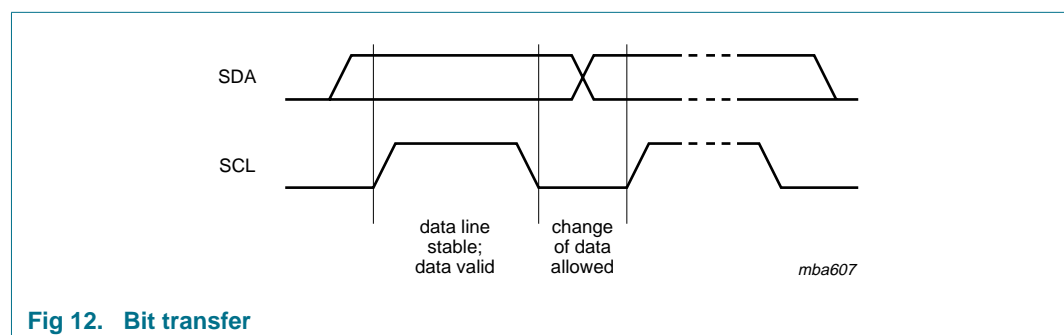 SDA
SCL
data line
stable;
data valid
change
of data
allowed
mba607
Fig 12. Bit transfer